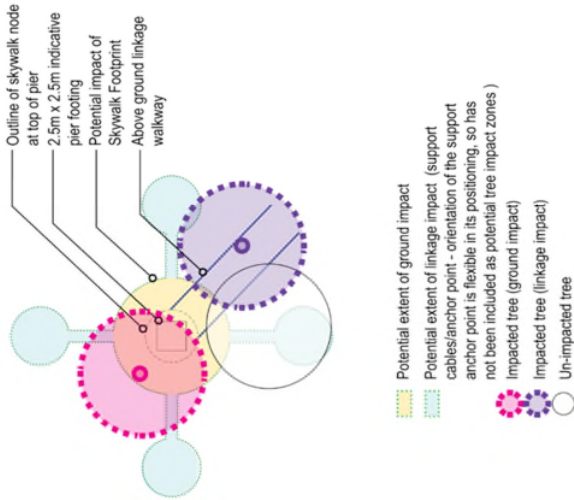 Outline of skywalk node
at top of pier
2.5m x 2.5m indicative
pier footing
Potential impact of
Skywalk Footprint
Above ground linkage
walkway
Potential extent of ground impact
Potential extent of linkage impact (support
cables/anchor point - orientation of the support
anchor point is flexible in its positioning, so has
not been included as potential tree impact zones )
Impacted tree (ground impact)
Impacted tree (linkage impact)
Un-impacted tree